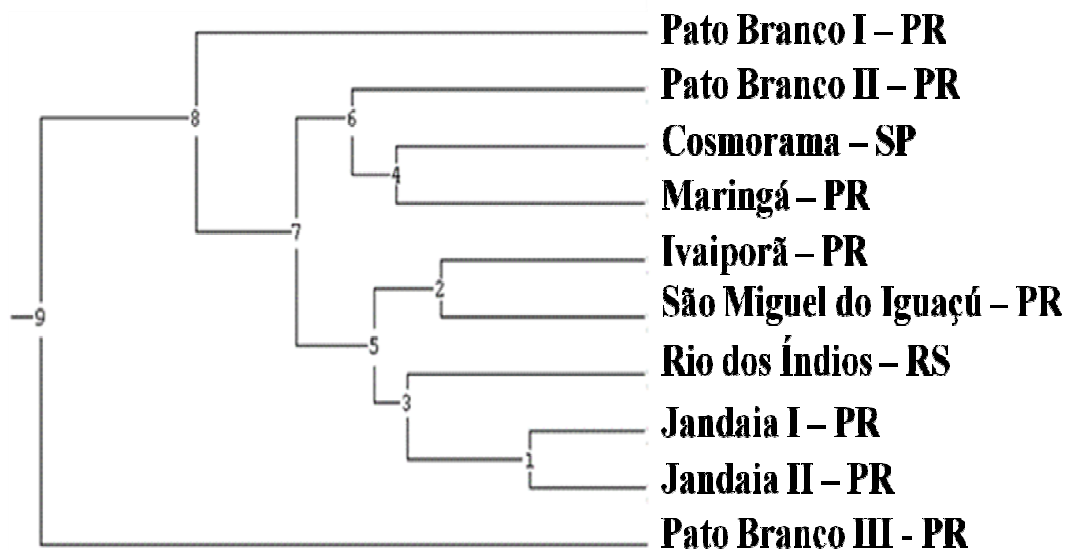 Pato Branco I – PR
Pato Branco II – PR
8
6
Cosmorama – SP
4
Maringá – PR
7
Ivaiporã – PR
2
São Miguel do Iguaçú – PR
9
5
Rio dos Índios – RS
3
Jandaia I – PR
1
Jandaia II – PR
Pato Branco III - PR